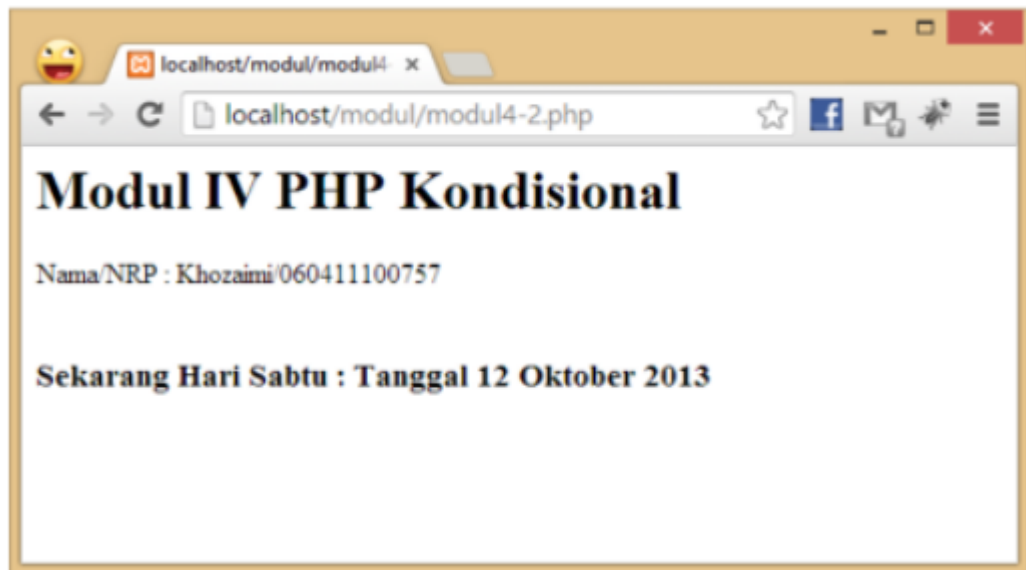 localhost/modul/modul4-
localhost/modul/modul4-2.php
Modul IV PHP Kondisional
Nama/NRP : Khozaimi/060411100757
Sekarang Hari Sabtu : Tanggal 12 Oktober 2013